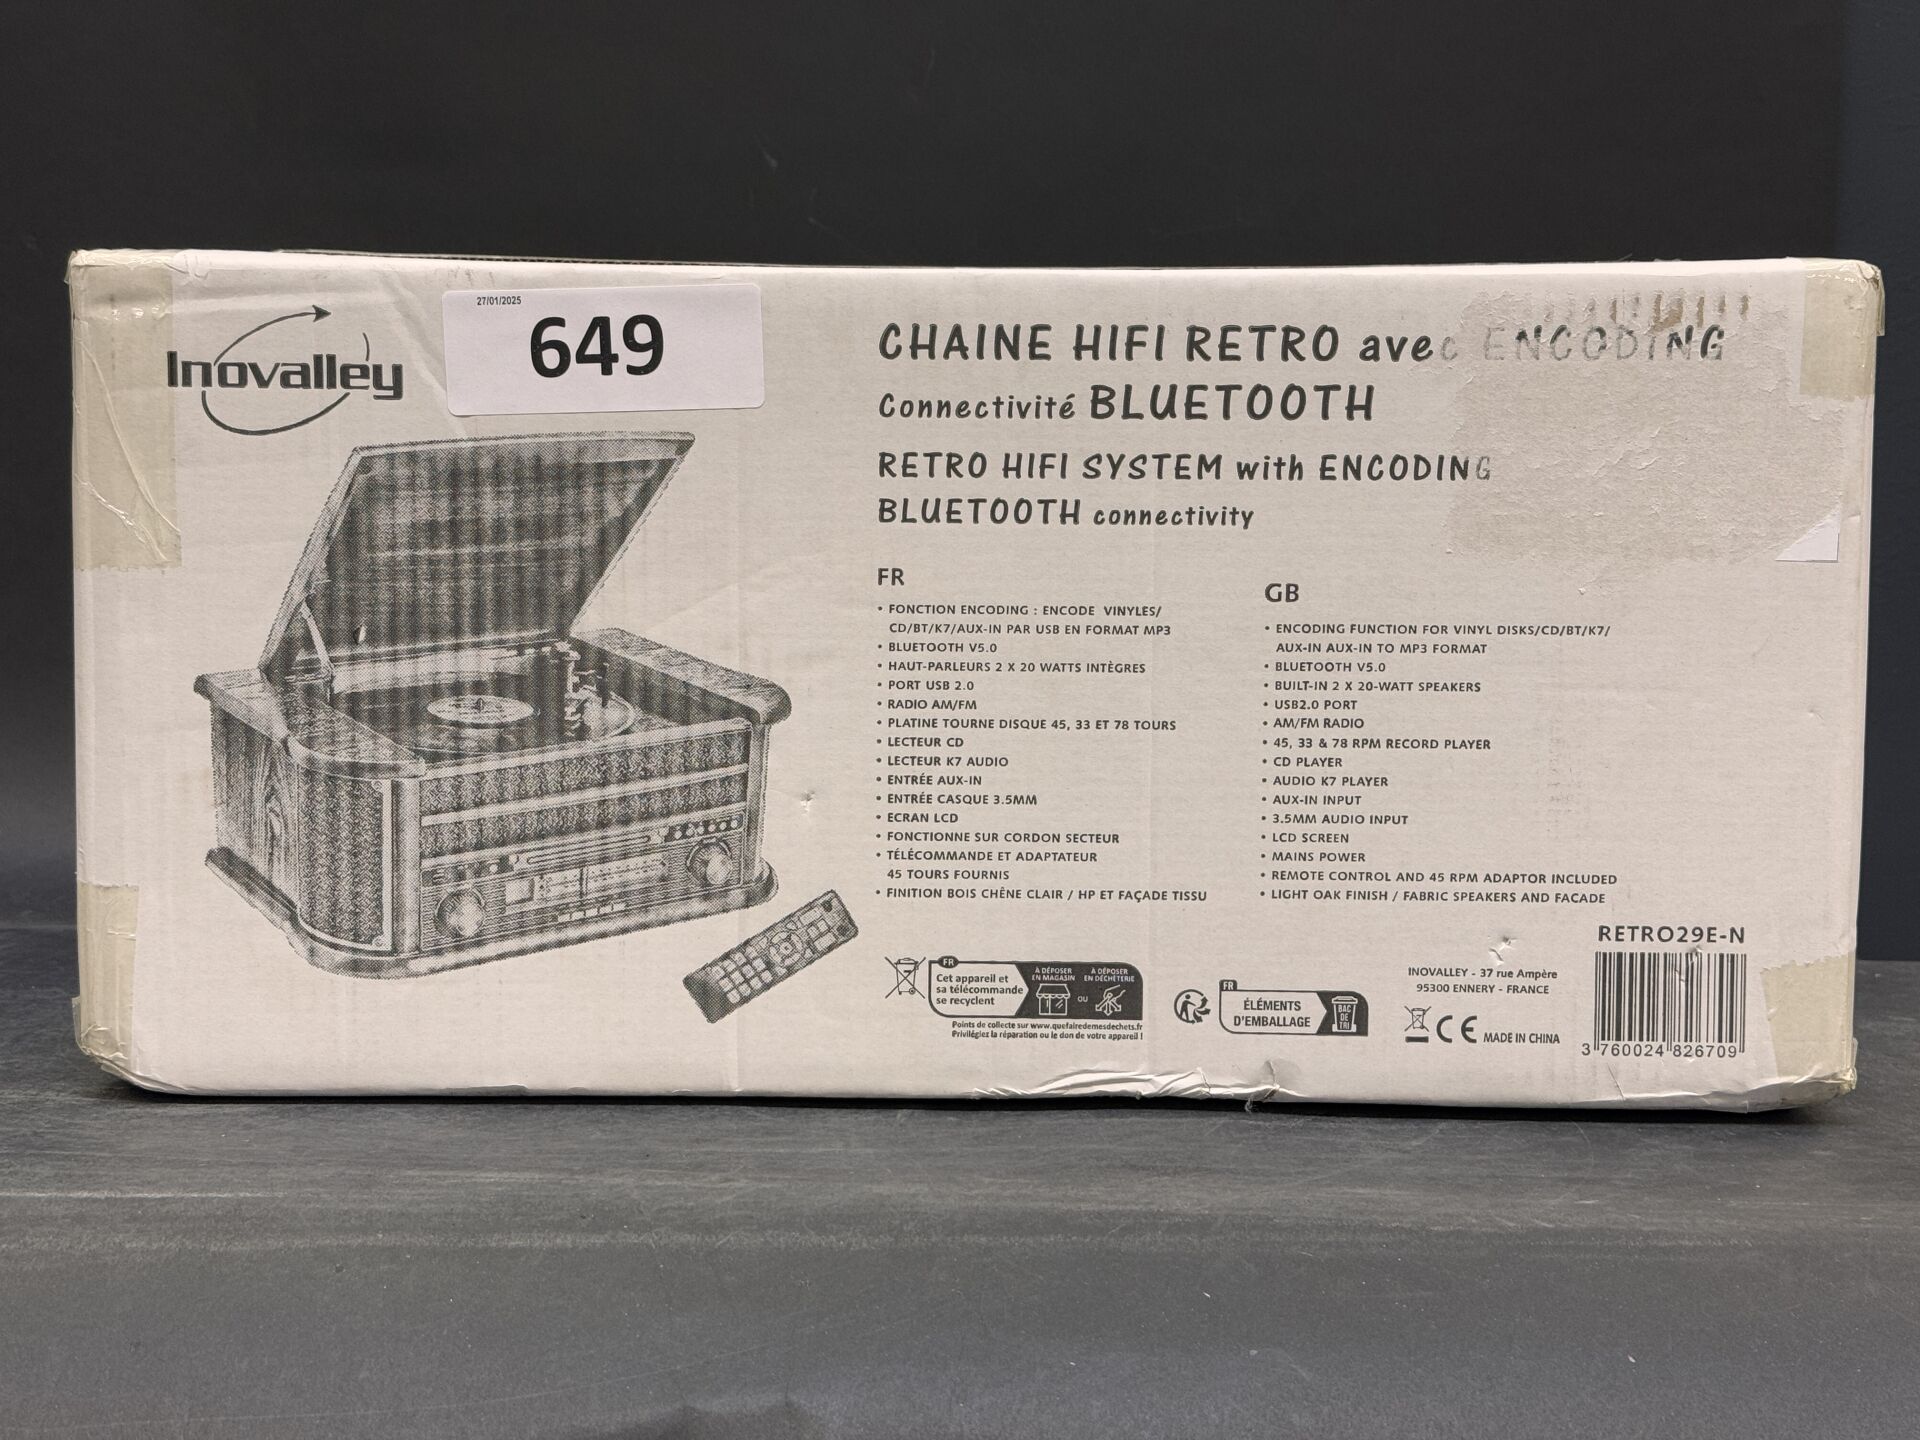 Inovalley
27/01/2025
649
CHAINE HIFI RETRO avec ENCODING
Connectivité BLUETOOTH
RETRO HIFI SYSTEM with ENCODING
BLUETOOTH connectivity
FR
• FONCTION ENCODING : ENCODE VINYLES/
CD/BT/K7/AUX-IN PAR USB EN FORMAT MP3
• BLUETOOTH V5.0
• HAUT-PARLEURS 2 X 20 WATTS INTÈGRES
• PORT USB 2.0
• RADIO AM/FM
• PLATINE TOURNE DISQUE 45, 33 ET 78 TOURS
• LECTEUR CD
• LECTEUR K7 AUDIO
• ENTRÉE AUX-IN
• ENTRÉE CASQUE 3.5MM
• ECRAN LCD
• FONCTIONNE SUR CORDON SECTEUR
• TÉLÉCOMMANDE ET ADAPTATEUR
45 TOURS FOURNIS
• FINITION BOIS CHÊNE CLAIR / HP ET FAÇADE TISSU
GB
• ENCODING FUNCTION FOR VINYL DISKS/CD/BT/K7/
AUX-IN AUX-IN TO MP3 FORMAT
• BLUETOOTH V5.0
• BUILT-IN 2 X 20-WATT SPEAKERS
• USB2.0 PORT
• AM/FM RADIO
• 45, 33 & 78 RPM RECORD PLAYER
• CD PLAYER
• AUDIO K7 PLAYER
• AUX-IN INPUT
• 3.5MM AUDIO INPUT
• LCD SCREEN
• MAINS POWER
• REMOTE CONTROL AND 45 RPM ADAPTOR INCLUDED
• LIGHT OAK FINISH / FABRIC SPEAKERS AND FACADE
FR
Cet appareil et
sa télécommande
se recyclent
À DÉPOSER
EN MAGASIN
OU
À DÉPOSER
EN DÉCHÈTERIE
Points de collecte sur www.quefairedemesdechets.fr
Privilégiez la réparation ou le don de votre appareil !
FR
ÉLÉMENTS
D'EMBALLAGE
BAC
DE
TRI
INOVALLEY - 37 rue Ampère
95300 ENNERY - FRANCE
CE MADE IN CHINA
RETRO29E-N
3 760024 826709